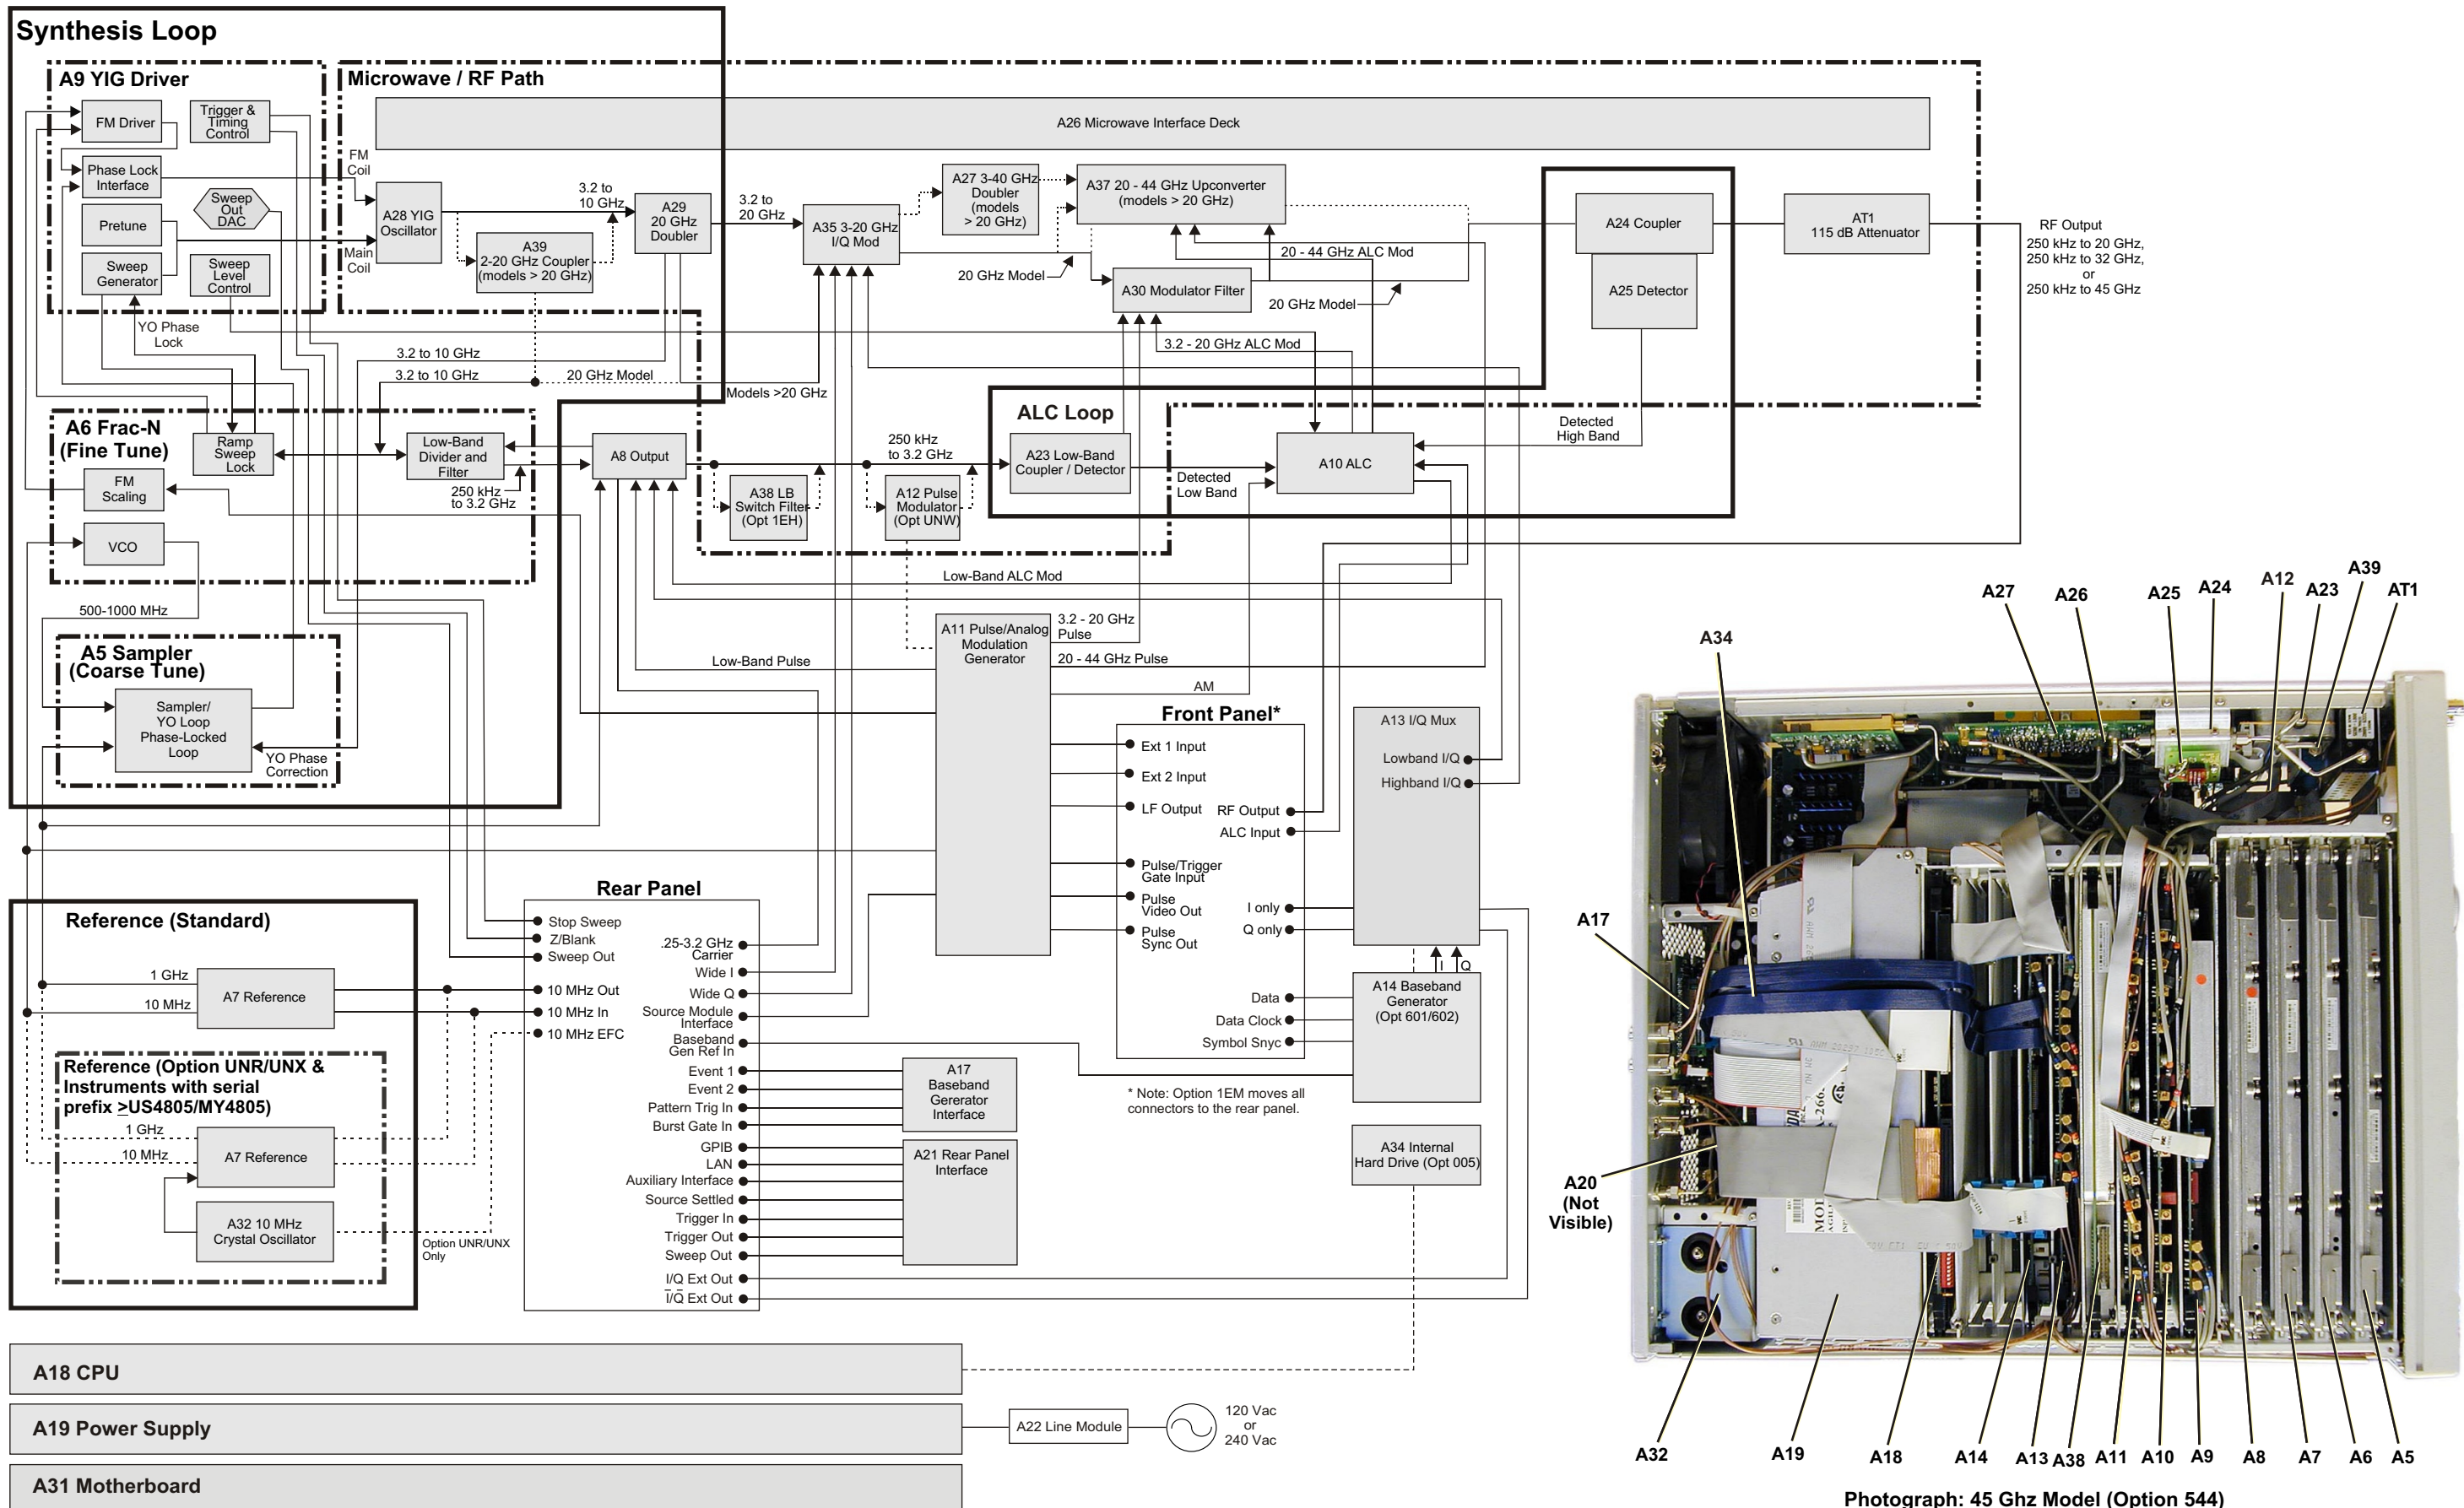 Synthesis Loop
A9 YIG Driver
FM Driver
Trigger &
Timing
Control
Phase Lock
Interface
Sweep
Out
DAC
Pretune
Sweep
Generator
Sweep
Level
Control
YO Phase
Lock
Microwave / RF Path
A26 Microwave Interface Deck
FM
Coil
Main
Coil
A28 YIG
Oscillator
3.2 to
10 GHz
A39
2-20 GHz Coupler
(models > 20 GHz)
A29
20 GHz
Doubler
3.2 to
20 GHz
A35 3-20 GHz
I/Q Mod
A27 3-40 GHz
Doubler
(models
> 20 GHz)
A37 20 - 44 GHz Upconverter
(models > 20 GHz)
20 - 44 GHz ALC Mod
20 GHz Model
A30 Modulator Filter
20 GHz Model
A24 Coupler
A25 Detector
AT1
115 dB Attenuator
RF Output
250 kHz to 20 GHz,
250 kHz to 32 GHz,
or
250 kHz to 45 GHz
3.2 to 10 GHz
3.2 to 10 GHz
20 GHz Model
Models >20 GHz
3.2 - 20 GHz ALC Mod
A6 Frac-N
(Fine Tune)
Ramp
Sweep
Lock
Low-Band
Divider and
Filter
FM
Scaling
VCO
250 kHz
to 3.2 GHz
A8 Output
A38 LB
Switch Filter
(Opt 1EH)
250 kHz
to 3.2 GHz
A12 Pulse
Modulator
(Opt UNW)
ALC Loop
A23 Low-Band
Coupler / Detector
Detected
Low Band
A10 ALC
Detected
High Band
Low-Band ALC Mod
500-1000 MHz
A5 Sampler
(Coarse Tune)
Sampler/
YO Loop
Phase-Locked
Loop
YO Phase
Correction
Low-Band Pulse
A11 Pulse/Analog
Modulation
Generator
3.2 - 20 GHz
Pulse
20 - 44 GHz Pulse
AM
Front Panel*
Ext 1 Input
Ext 2 Input
LF Output
RF Output
ALC Input
Pulse/Trigger
Gate Input
Pulse
Video Out
Pulse
Sync Out
I only
Q only
Data
Data Clock
Symbol Snyc
* Note: Option 1EM moves all
connectors to the rear panel.
A13 I/Q Mux
Lowband I/Q
Highband I/Q
I
Q
A14 Baseband
Generator
(Opt 601/602)
A34 Internal
Hard Drive (Opt 005)
Reference (Standard)
1 GHz
10 MHz
A7 Reference
Reference (Option UNR/UNX &
Instruments with serial
prefix >US4805/MY4805)
1 GHz
10 MHz
A7 Reference
A32 10 MHz
Crystal Oscillator
Option UNR/UNX
Only
Rear Panel
Stop Sweep
Z/Blank
Sweep Out
10 MHz Out
10 MHz In
10 MHz EFC
.25-3.2 GHz
Carrier
Wide I
Wide Q
Source Module
Interface
Baseband
Gen Ref In
Event 1
Event 2
Pattern Trig In
Burst Gate In
GPIB
LAN
Auxiliary Interface
Source Settled
Trigger In
Trigger Out
Sweep Out
I/Q Ext Out
I/Q Ext Out
A17
Baseband
Gererator
Interface
A21 Rear Panel
Interface
A18 CPU
A19 Power Supply
A31 Motherboard
A22 Line Module
120 Vac
or
240 Vac
A34
A27
A26
A25
A24
A12
A23
A39
AT1
A17
A20
(Not
Visible)
A32
A19
A18
A14
A13
A38
A11
A10
A9
A8
A7
A6
A5
Photograph: 45 Ghz Model (Option 544)